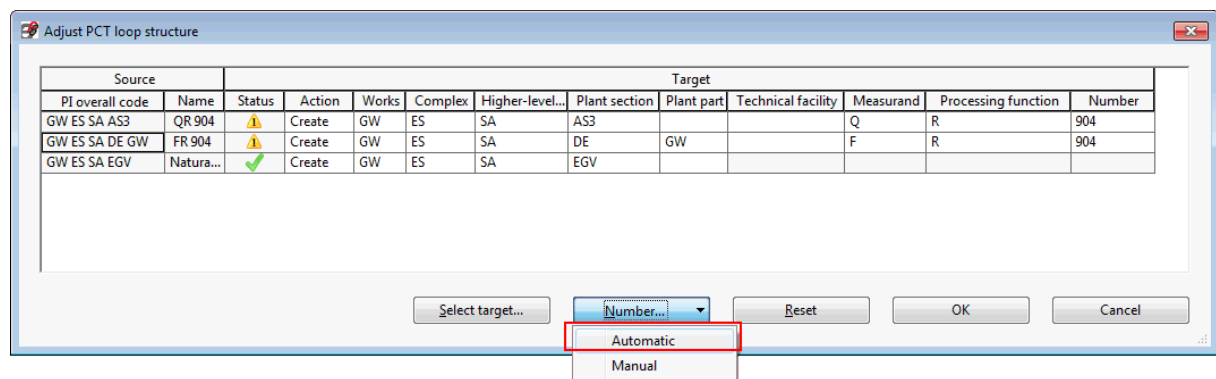 Adjust PCT loop structure
Source Target
PI overall code Name Status Action Works Complex Higher-level... Plant section Plant part Technical facility Measurand Processing function Number
GW ES SA AS3 QR 904 Create GW ES SA AS3 Q R 904
GW ES SA DE GW FR 904 Create GW ES SA DE GW F R 904
GW ES SA EGV Natura... Create GW ES SA EGV
Select target... Number... Reset OK Cancel
Automatic
Manual